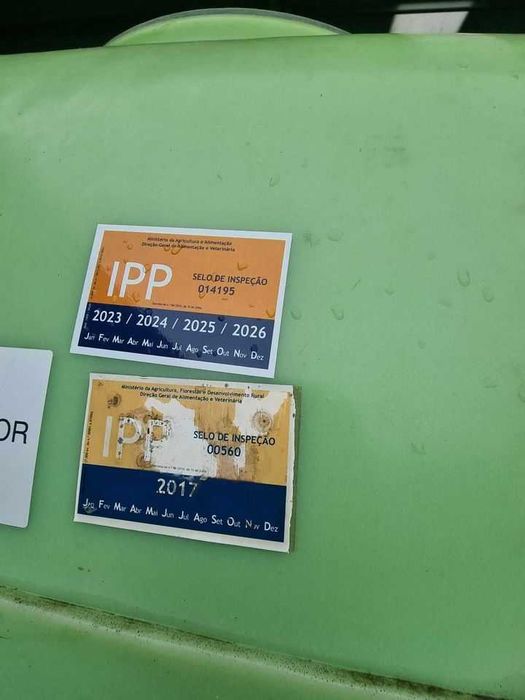 Ministério da Agricultura e Alimentação
Direção Geral de Alimentação e Veterinária
IPP
SELO DE INSPEÇÃO
014195
2023 / 2024 / 2025 / 2026
Jan Fev Mar Abr Mai Jun Jul Ago Set Out Nov Dez
OR
Ministério da Agricultura, Florestas e Desenvolvimento Rural
Direção Geral de Alimentação e Veterinária
IPP
SELO DE INSPEÇÃO
00560
2017
Jan Fev Mar Abr Mai Jun Jul Ago Set Out Nov Dez